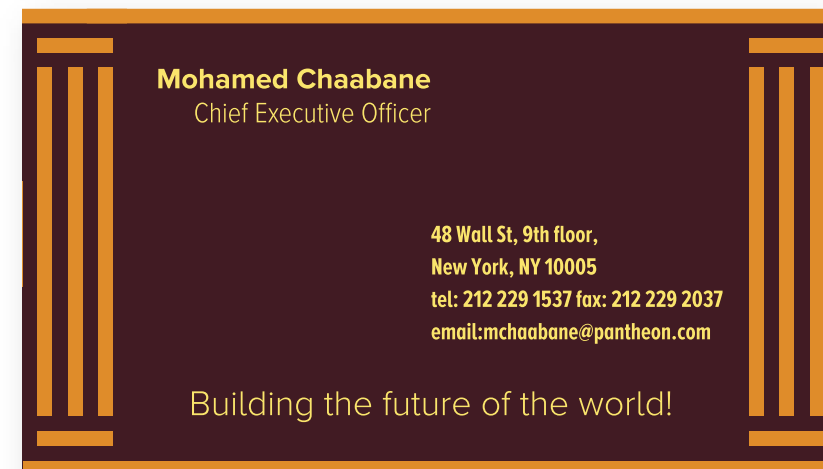 Mohamed Chaabane
Chief Executive Officer
48 Wall St, 9th floor,
New York, NY 10005
tel: 212 229 1537 fax: 212 229 2037
email:mchaabane@pantheon.com
Building the future of the world!